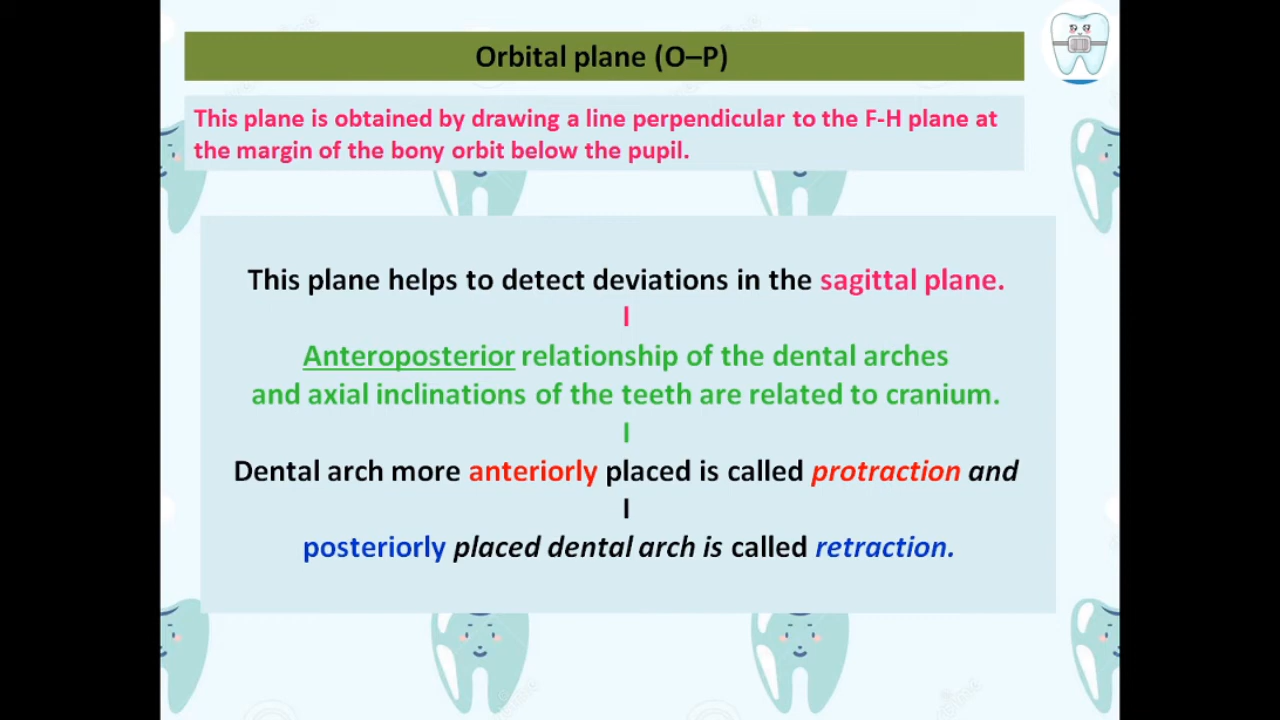 Orbital plane (O–P)
This plane is obtained by drawing a line perpendicular to the F-H plane at
the margin of the bony orbit below the pupil.
This plane helps to detect deviations in the sagittal plane.
I
Anteroposterior relationship of the dental arches
and axial inclinations of the teeth are related to cranium.
I
Dental arch more anteriorly placed is called protraction and
I
posteriorly placed dental arch is called retraction.